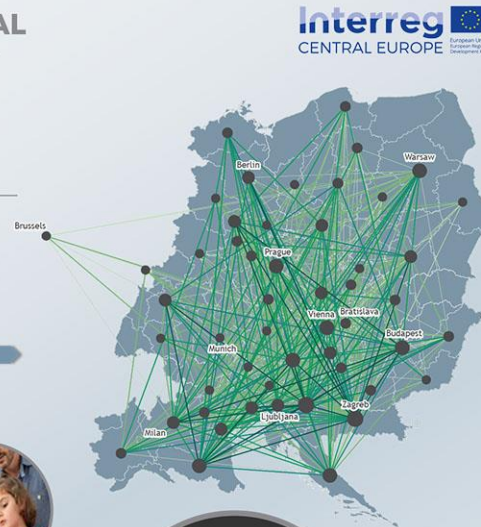 AL
Interreg
CENTRAL EUROPE
Warsaw
Berlin
Brussels
Prague
Vienna
Bratislava
Budapest
Munich
Zagreb
Ljubljana
Milan